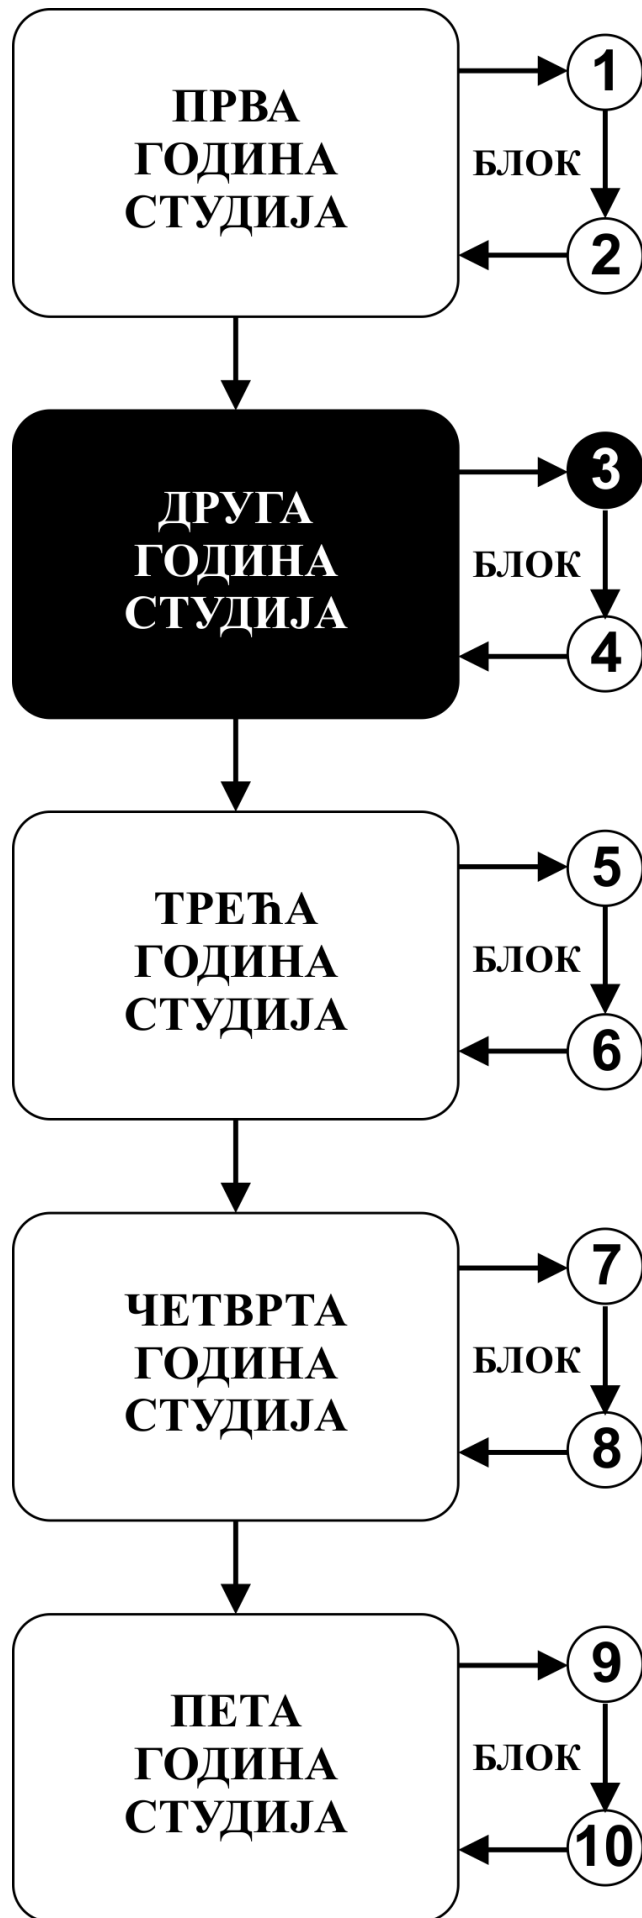 ПРВА
ГОДИНА
СТУДИЈА
1
БЛОК
2
ДРУГА
ГОДИНА
СТУДИЈА
3
БЛОК
4
ТРЕЋА
ГОДИНА
СТУДИЈА
5
БЛОК
6
ЧЕТВРТА
ГОДИНА
СТУДИЈА
7
БЛОК
8
ПЕТА
ГОДИНА
СТУДИЈА
9
БЛОК
10